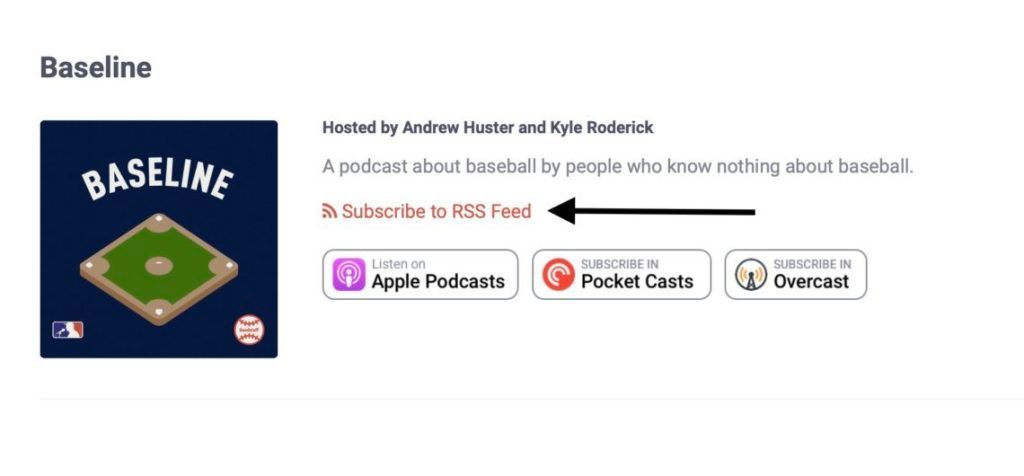 Baseline
BASELINE
Hosted by Andrew Huster and Kyle Roderick
A podcast about baseball by people who know nothing about baseball.
Subscribe to RSS Feed
Listen on
Apple Podcasts
SUBSCRIBE IN
Pocket Casts
SUBSCRIBE IN
Overcast